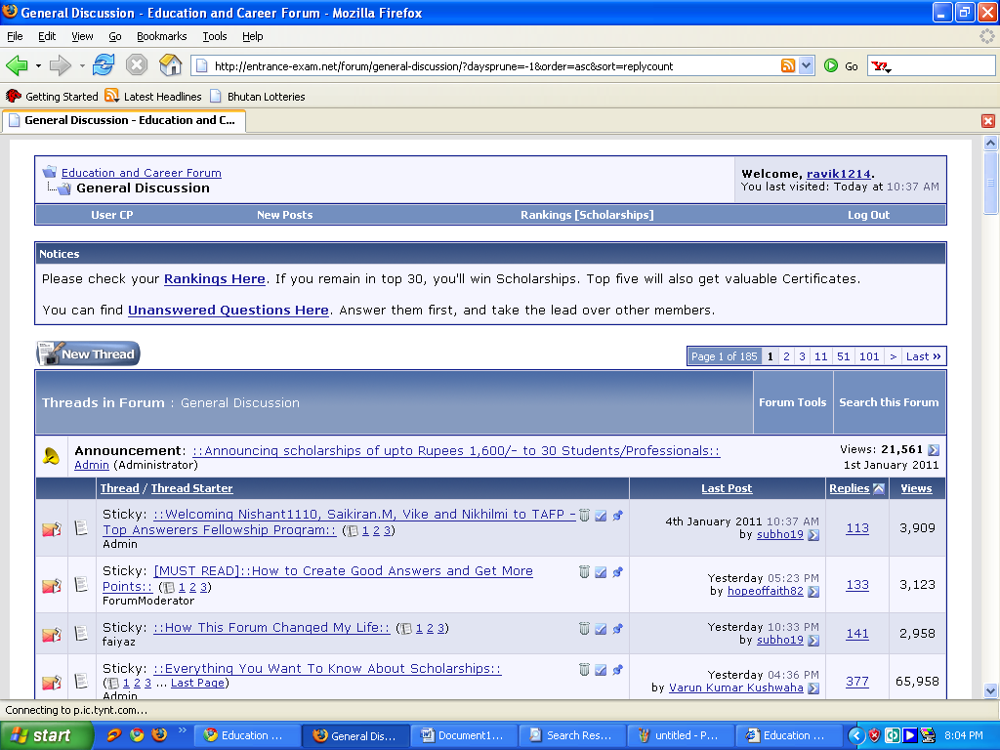 General Discussion - Education and Career Forum - Mozilla Firefox
File Edit View Go Bookmarks Tools Help
http://entrance-exam.net/forum/general-discussion/?daysprune=-1&order=asc&sort=replycount Go Y!
Getting Started Latest Headlines Bhutan Lotteries
General Discussion - Education and C...
Education and Career Forum
General Discussion
Welcome, ravik1214.
You last visited: Today at 10:37 AM
User CP New Posts Rankings [Scholarships] Log Out
Notices
Please check your Rankings Here. If you remain in top 30, you'll win Scholarships. Top five will also get valuable Certificates.
You can find Unanswered Questions Here. Answer them first, and take the lead over other members.
New Thread
Page 1 of 185 1 2 3 11 51 101 > Last »
Threads in Forum : General Discussion Forum Tools Search this Forum
Announcement: ::Announcing scholarships of upto Rupees 1,600/- to 30 Students/Professionals:: Views: 21,561
Admin (Administrator) 1st January 2011
Thread / Thread Starter Last Post Replies Views
Sticky: ::Welcoming Nishant1110, Saikiran.M, Vike and Nikhilmi to TAFP -
Top Answerers Fellowship Program:: ( 1 2 3)
Admin
4th January 2011 10:37 AM
by subho19
113 3,909
Sticky: [MUST READ]::How to Create Good Answers and Get More
Points:: ( 1 2 3)
ForumModerator
Yesterday 05:23 PM
by hopeoffaith82
133 3,123
Sticky: ::How This Forum Changed My Life:: ( 1 2 3)
faiyaz
Yesterday 10:33 PM
by subho19
141 2,958
Sticky: ::Everything You Want To Know About Scholarships::
( 1 2 3 ... Last Page)
Admin
Yesterday 04:36 PM
by Varun Kumar Kushwaha
377 65,958
Connecting to p.ic.tynt.com...
start » Education ... General Dis... Document1... Search Res... untitled - P... Education ... 8:04 PM